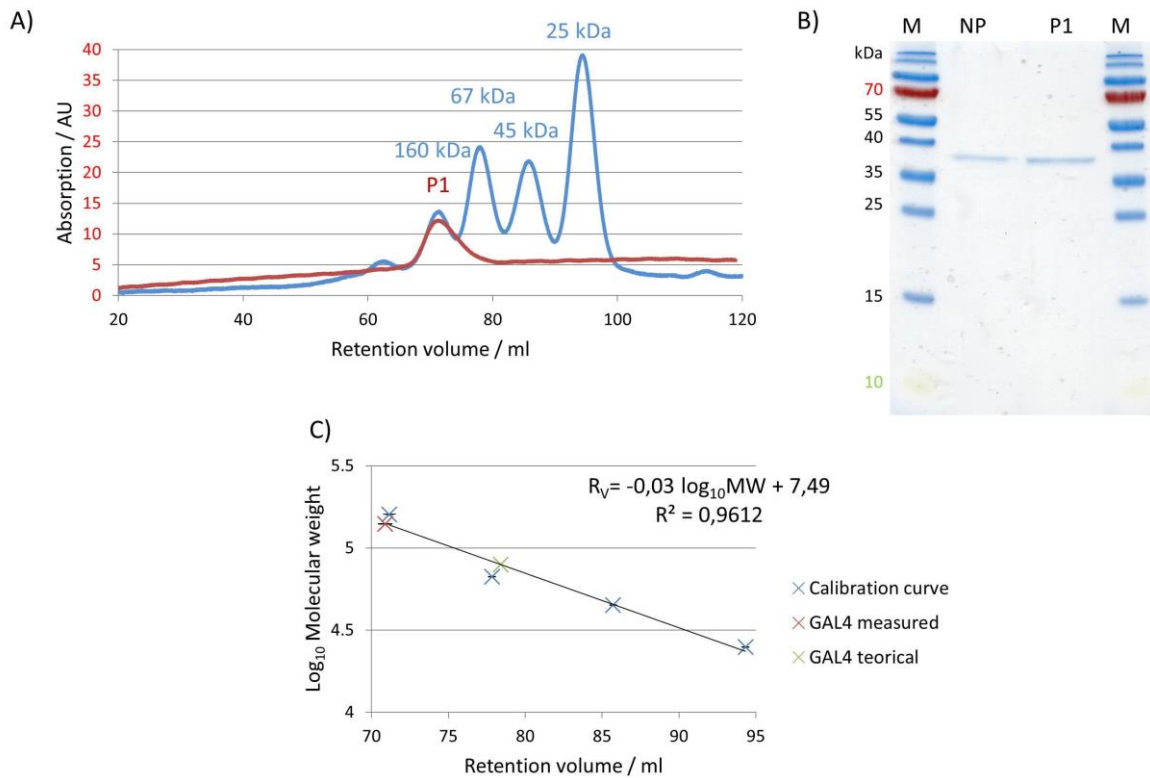 A)
40
35
30
25
20
15
10
5
0
Absorption / AU
25 kDa
67 kDa
45 kDa
160 kDa
P1
20
40
60
80
100
120
Retention volume / ml
B)
M NP P1 M
kDa
70
55
40
35
25
15
10
C)
5.5
5
4.5
4
Log₁₀ Molecular weight
R_V= -0,03 log₁₀MW + 7,49
R² = 0,9612
Calibration curve
GAL4 measured
GAL4 teorical
70
75
80
85
90
95
Retention volume / ml